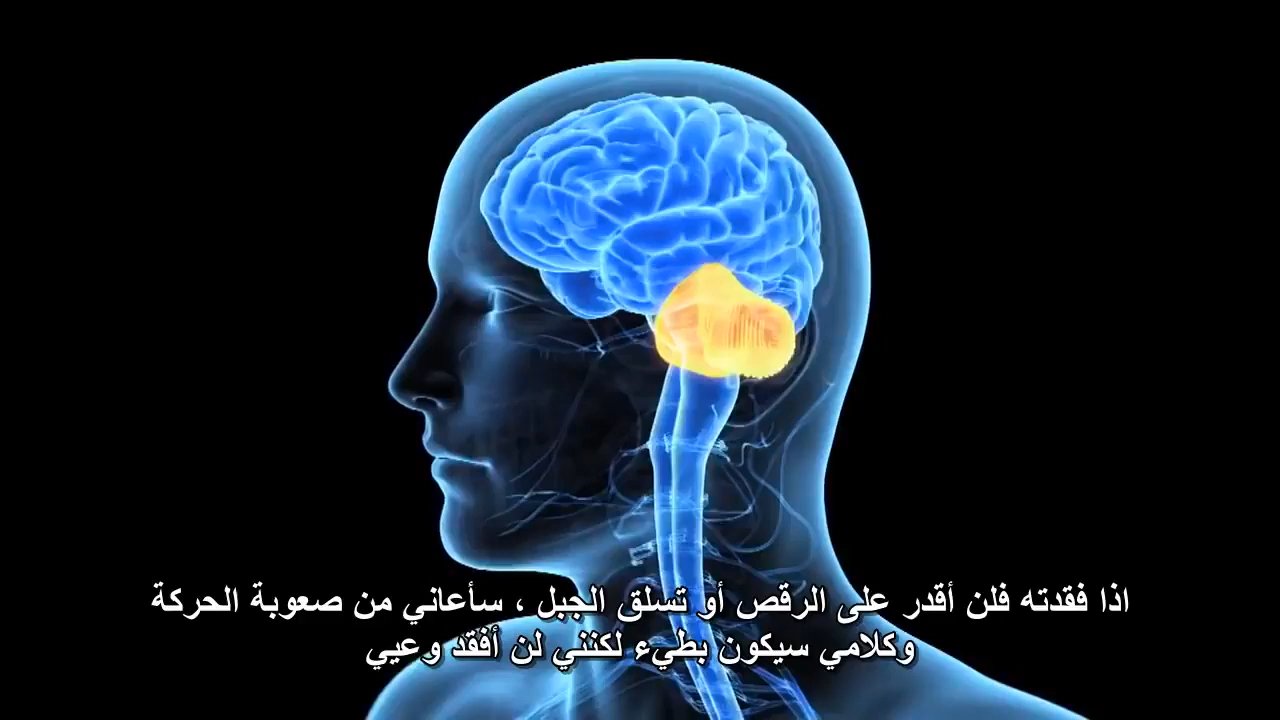 اذا فقدته فلن أقدر على الرقص أو تسلق الجبل ، سأعاني من صعوبة الحركة
وكلامي سيكون بطيء لكنني لن أفقد وعيي